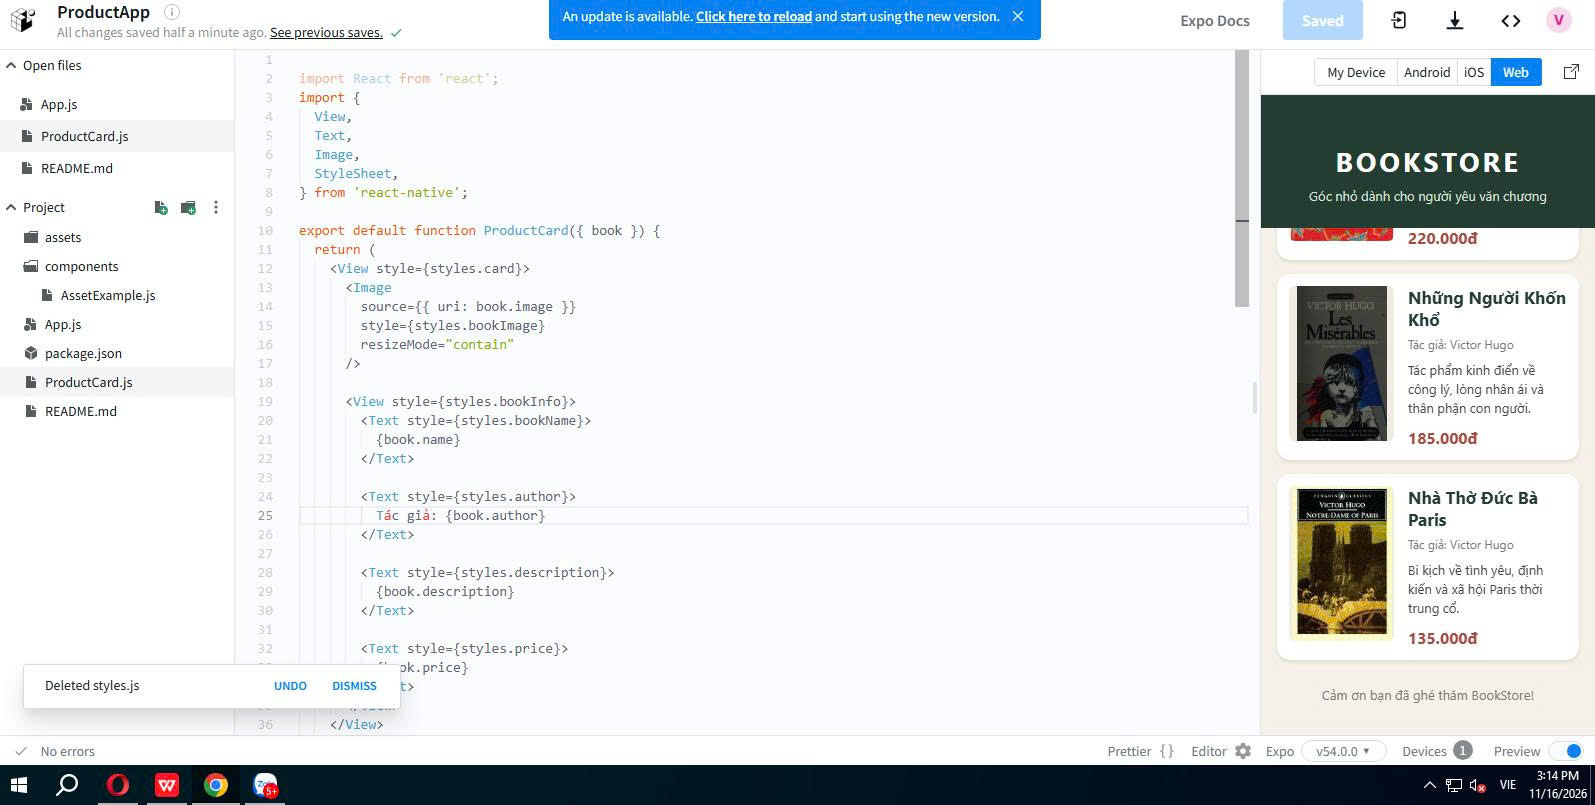 ProductApp
All changes saved half a minute ago. See previous saves.
An update is available. Click here to reload and start using the new version.
Expo Docs
Saved
V
Open files
App.js
ProductCard.js
README.md
Project
assets
components
AssetExample.js
App.js
package.json
ProductCard.js
README.md
1
2 import React from 'react';
3 import {
4 View,
5 Text,
6 Image,
7 StyleSheet,
8 } from 'react-native';
9
10 export default function ProductCard({ book }) {
11 return (
12 <View style={styles.card}>
13 <Image
14 source={{ uri: book.image }}
15 style={styles.bookImage}
16 resizeMode="contain"
17 />
18
19 <View style={styles.bookInfo}>
20 <Text style={styles.bookName}>
21 {book.name}
22 </Text>
23
24 <Text style={styles.author}>
25 Tác giả: {book.author}
26 </Text>
27
28 <Text style={styles.description}>
29 {book.description}
30 </Text>
31
32 <Text style={styles.price}>
ok.price}
t>
36 </View>
Deleted styles.js
UNDO
DISMISS
My Device
Android
iOS
Web
BOOKSTORE
Góc nhỏ dành cho người yêu văn chương
220.000đ
VICTOR HUGO
Les
Misérables
Những Người Khốn
Khổ
Tác giả: Victor Hugo
Tác phẩm kinh điển về
công lý, lòng nhân ái và
thân phận con người.
185.000đ
PENGUIN CLASSICS
VICTOR HUGO
NOTRE-DAME OF PARIS
Nhà Thờ Đức Bà
Paris
Tác giả: Victor Hugo
Bi kịch về tình yêu, định
kiến và xã hội Paris thời
trung cổ.
135.000đ
Cảm ơn bạn đã ghé thăm BookStore!
No errors
Prettier { }
Editor
Expo
v54.0.0
Devices 1
Preview
W
Zalo
5+
VIE
3:14 PM
11/16/2026